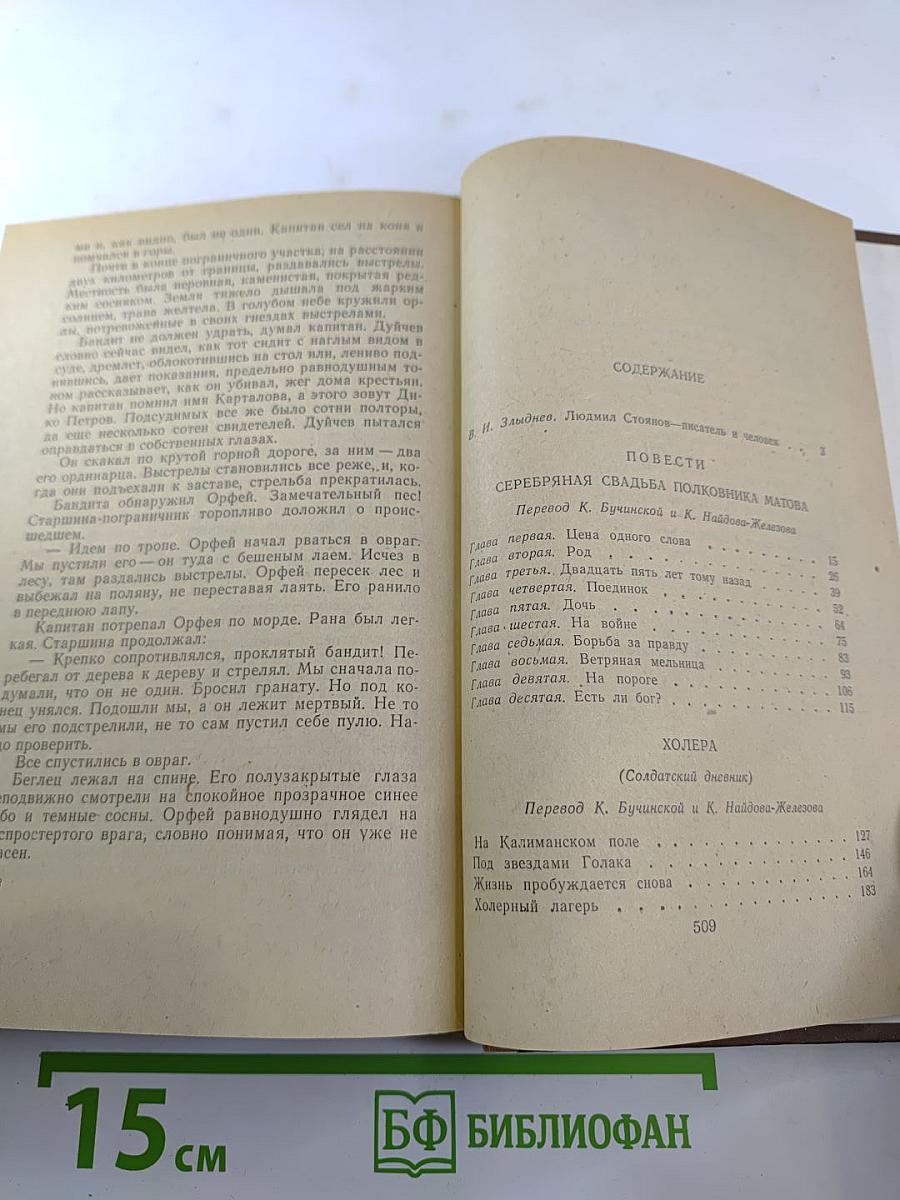 ми и, как видно, был не один. Капитан сел на коня и
помчался в горы.
Почти в конце пограничного участка, на расстоянии
двух километров от границы, раздавались выстрелы.
Местность была неровная, каменистая, покрытая ред-
ким сосняком. Земля тяжело дышала под жарким
солнцем, трава желтела. В голубом небе кружили ор-
лы, потревоженные в своих гнездах выстрелами.
Бандит не должен удрать, думал капитан. Дуйчев
словно сейчас видел, как тот сидит с наглым видом в
суде, дремлет, облокотившись на стол или, лениво под-
нявшись, дает показания, предельно равнодушным то-
ном рассказывает, как он убивал, жег дома крестьян.
Но капитан помнил имя Карталова, а этого зовут Ди-
ко Петров. Подсудимых все же было сотни полторы,
да еще несколько сотен свидетелей. Дуйчев пытался
оправдаться в собственных глазах.
Он скакал по крутой горной дороге, за ним — два
его ординарца. Выстрелы становились все реже, и, ко-
гда они подъехали к заставе, стрельба прекратилась.
Бандита обнаружил Орфей. Замечательный пес!
Старшина-пограничник торопливо доложил о проис-
шедшем.
— Идем по тропе. Орфей начал рваться в овраг.
Мы пустили его — он туда с бешеным лаем. Исчез в
лесу, там раздались выстрелы. Орфей пересек лес и
выбежал на поляну, не переставая лаять. Его ранило
в переднюю лапу.
Капитан потрепал Орфея по морде. Рана был лег-
кая. Старшина продолжал:
— Крепко сопротивлялся, проклятый бандит! Пе-
ребегал от дерева к дереву и стрелял. Мы сначала по-
думали, что он не один. Бросил гранату. Но под ко-
нец унялся. Подошли мы, а он лежит мертвый. Не то
мы его подстрелили, не то сам пустил себе пулю. На-
до проверить.
Все спустились в овраг.
Беглец лежал на спине. Его полузакрытые глаза
еподвижно смотрели на спокойное прозрачное синее
бо и темные сосны. Орфей равнодушно глядел на
спростертого врага, словно понимая, что он уже не
асен.
СОДЕРЖАНИЕ
В. И. Злыднев. Людмил Стоянов—писатель и человек . . 3
ПОВЕСТИ
СЕРЕБРЯНАЯ СВАДЬБА ПОЛКОВНИКА МАТОВА
Перевод К. Бучинской и К. Найдова-Железова
Глава первая. Цена одного слова . . . . . . . 15
Глава вторая. Род . . . . . . . . . . 26
Глава третья. Двадцать пять лет тому назад . . . . 39
Глава четвертая. Поединок . . . . . . . . 52
Глава пятая. Дочь . . . . . . . . . . 64
Глава шестая. На войне . . . . . . . . . 75
Глава седьмая. Борьба за правду . . . . . . . 83
Глава восьмая. Ветряная мельница . . . . . . . 93
Глава девятая. На пороге . . . . . . . . . 106
Глава десятая. Есть ли бог? . . . . . . . . . 115
ХОЛЕРА
(Солдатский дневник)
Перевод К. Бучинской и К. Найдова-Железова
На Калиманском поле . . . . . . . . . . 127
Под звездами Голака . . . . . . . . . . 146
Жизнь пробуждается снова . . . . . . . . . 164
Холерный лагерь . . . . . . . . . . . 183
509
15 см
БФ БИБЛИОФАН